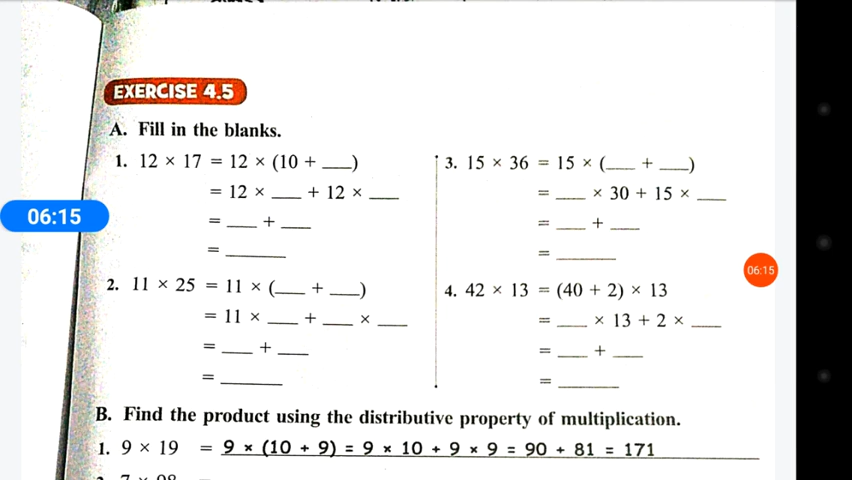 EXERCISE 4.5
A. Fill in the blanks.
1. 12 × 17 = 12 × (10 + ___)
= 12 × ___ + 12 × ___
= ___ + ___
= ______
2. 11 × 25 = 11 × (___ + ___)
= 11 × ___ + ___ × ___
= ___ + ___
= ______
3. 15 × 36 = 15 × (___ + ___)
= ___ × 30 + 15 × ___
= ___ + ___
= ______
4. 42 × 13 = (40 + 2) × 13
= ___ × 13 + 2 × ___
= ___ + ___
= ______
06:15
06:15
B. Find the product using the distributive property of multiplication.
1. 9 × 19 = 9 × (10 + 9) = 9 × 10 + 9 × 9 = 90 + 81 = 171